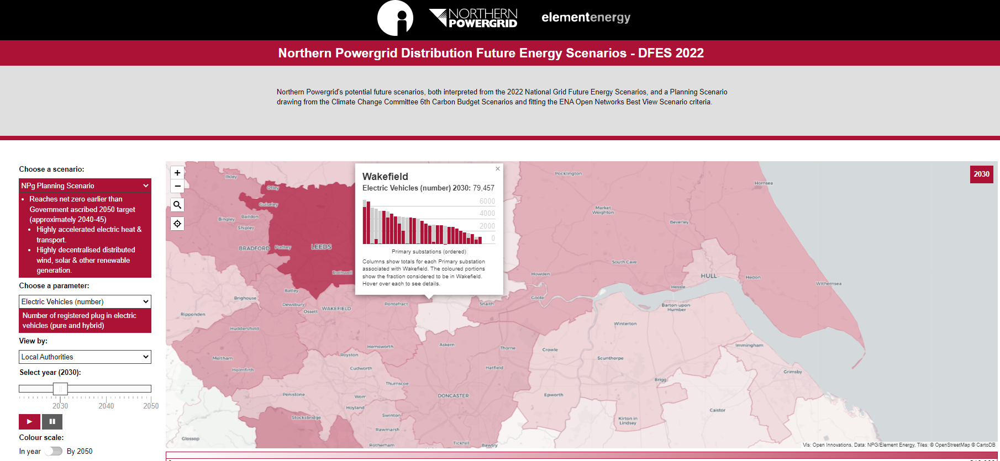 NORTHERN
POWERGRID
elementenergy
Northern Powergrid Distribution Future Energy Scenarios - DFES 2022
Northern Powergrid's potential future scenarios, both interpreted from the 2022 National Grid Future Energy Scenarios, and a Planning Scenario
drawing from the Climate Change Committee 6th Carbon Budget Scenarios and fitting the ENA Open Networks Best View Scenario criteria.
Choose a scenario:
NPg Planning Scenario
Reaches net zero earlier than
Government ascribed 2050 target
(approximately 2040-45)
Highly accelerated electric heat &
transport.
Highly decentralised distributed
wind, solar & other renewable
generation.
Choose a parameter:
Electric Vehicles (number)
Number of registered plug in electric
vehicles (pure and hybrid)
View by:
Local Authorities
Select year (2030):
2030
2040
2050
Colour scale:
In year
By 2050
+
−
2030
Wakefield
×
Electric Vehicles (number) 2030: 79,457
6000
4000
2000
0
Primary substations (ordered)
Columns show totals for each Primary substation
associated with Wakefield. The coloured portions
show the fraction considered to be in Wakefield.
Hover over each to see details.
Ilkley
Otley
Guiseley
Bingley
Baildon
Shipley
BRADFORD
Pudsey
LEEDS
Rothwell
Batley
Brighouse
Dewsbury
Ossett
WAKEFIELD
Pontefract
Ripponden
Huddersfield
Hemsworth
Royston
Meltham
Holmfirth
Cudworth
Thurnscoe
Penistone
Wom
Hoyland
Stocksbridge
Swinton
Rawmarsh
Glossop
Rotherham
Tickhill
Bawtry
Askern
Thorne
Hatfield
DONCASTER
Snaith
Goole
Howden
Pocklington
Market
Weighton
Beverley
Hornsea
South Cave
HULL
Hedon
Withernsea
Hessle
Barton-upon-
Humber
Winterton
Crowle
Scunthorpe
Immingham
Grimsby
Brigg
Epworth
Caistor
Kirton in
Lindsey
Vis: Open Innovations, Data: NPG/Element Energy, Tiles: © OpenStreetMap © CartoDB